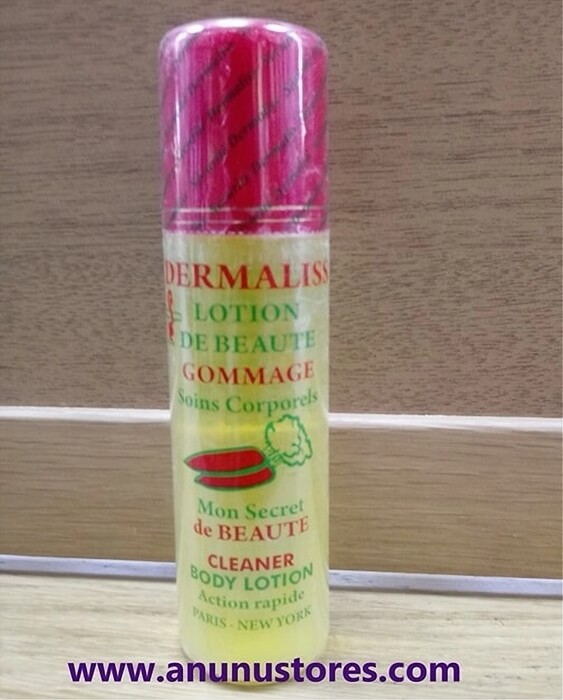 DERMALISS
LOTION
DE BEAUTE
GOMMAGE
Soins Corporels
Mon Secret
de BEAUTE
CLEANER
BODY LOTION
Action rapide
PARIS - NEW YORK
www.anunustores.com